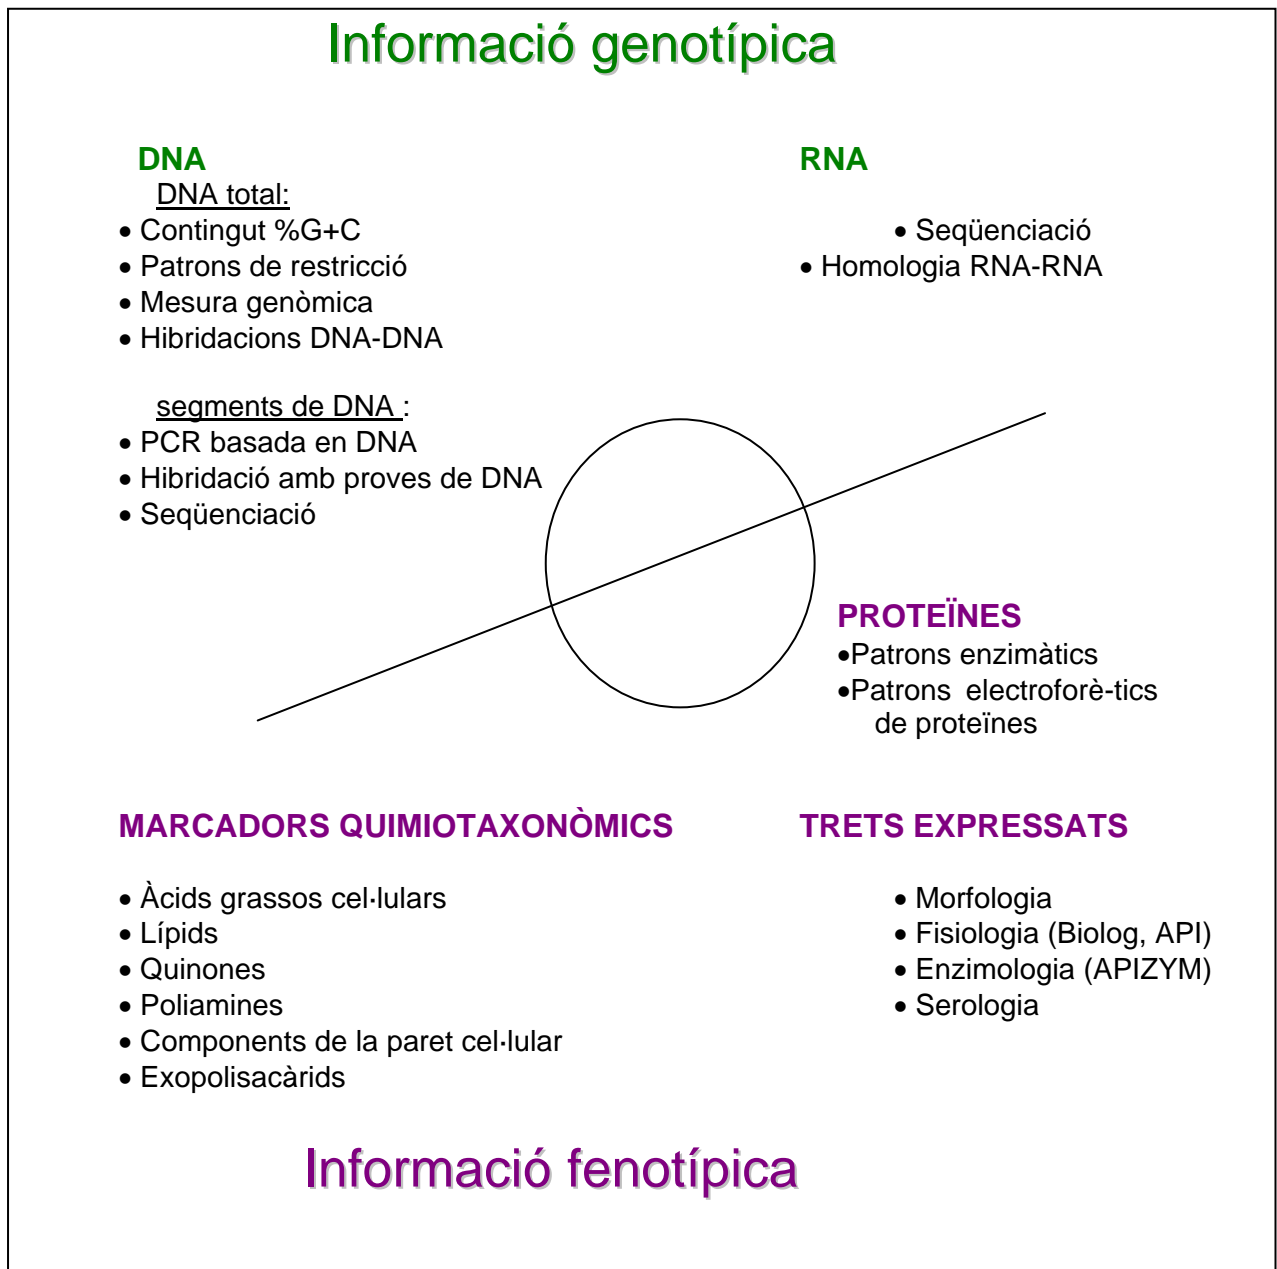 Informació genotípica
DNA
DNA total:
• Contingut %G+C
• Patrons de restricció
• Mesura genòmica
• Hibridacions DNA-DNA
segments de DNA :
• PCR basada en DNA
• Hibridació amb proves de DNA
• Seqüenciació
RNA
• Seqüenciació
• Homologia RNA-RNA
PROTEÏNES
•Patrons enzimàtics
•Patrons electroforè-tics
de proteïnes
MARCADORS QUIMIOTAXONÒMICS
• Àcids grassos cel·lulars
• Lípids
• Quinones
• Poliamines
• Components de la paret cel·lular
• Exopolisacàrids
TRETS EXPRESSATS
• Morfologia
• Fisiologia (Biolog, API)
• Enzimologia (APIZYM)
• Serologia
Informació fenotípica